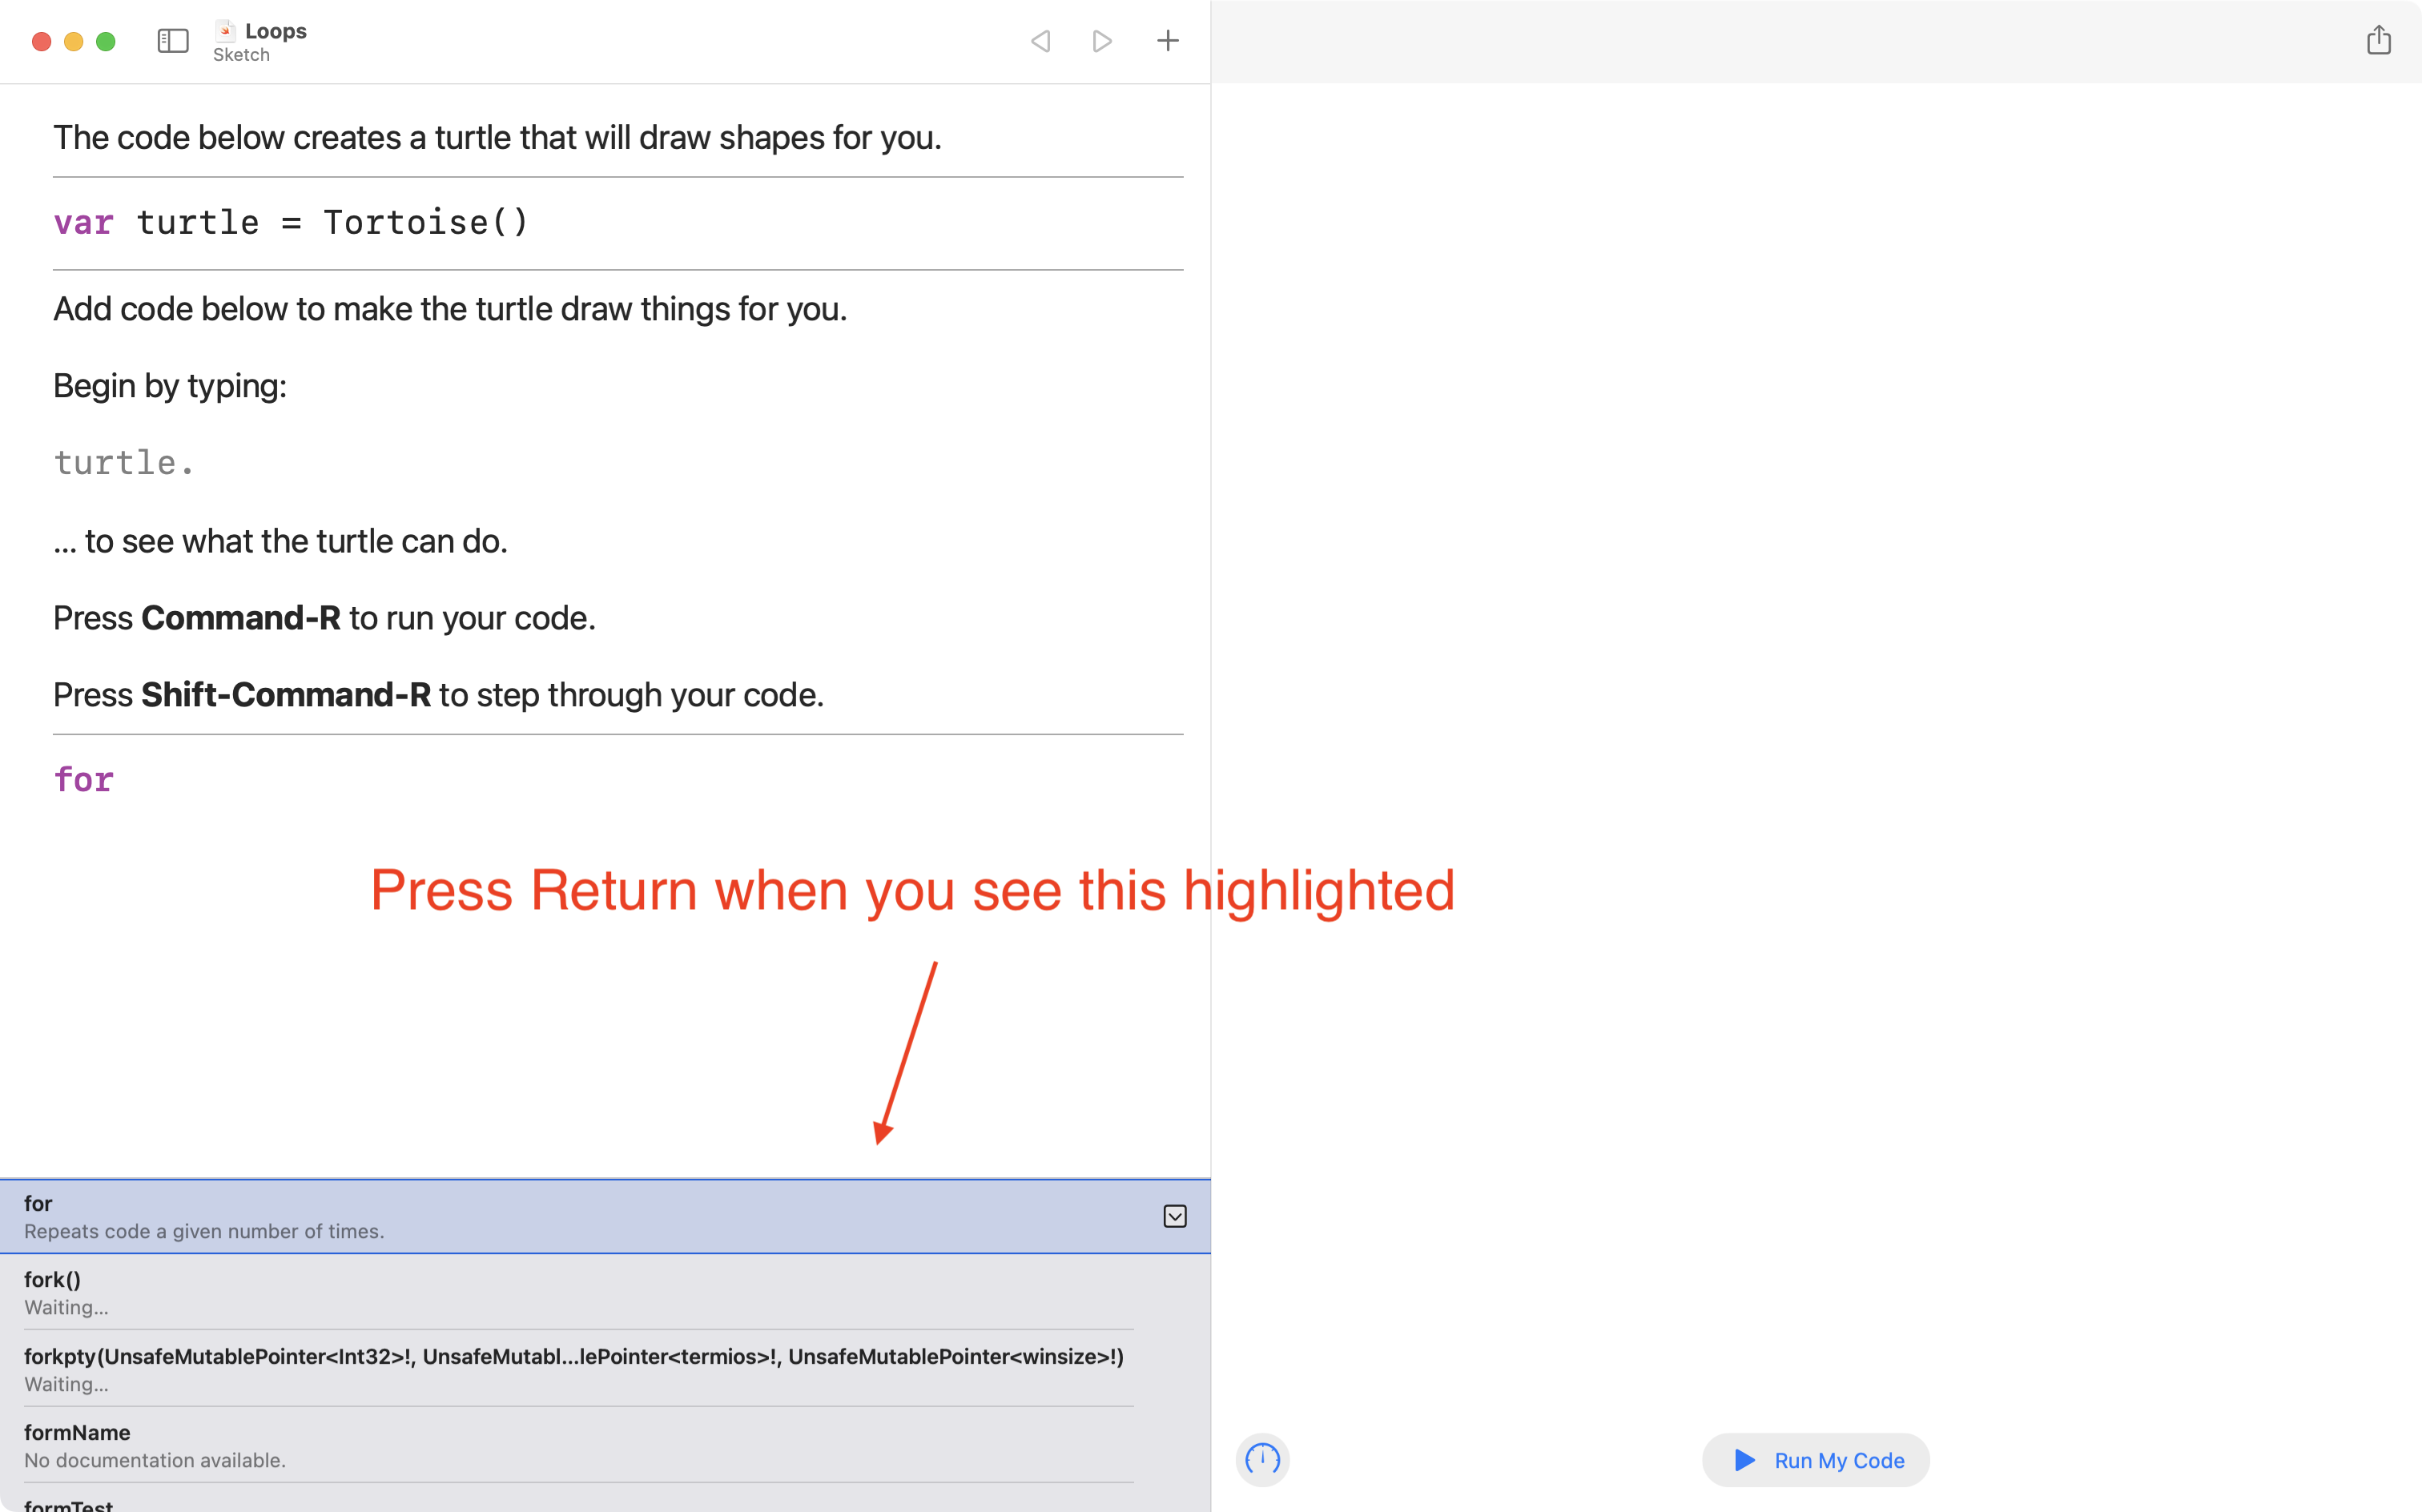 Loops
Sketch
The code below creates a turtle that will draw shapes for you.
var turtle = Tortoise()
Add code below to make the turtle draw things for you.
Begin by typing:
turtle.
... to see what the turtle can do.
Press Command-R to run your code.
Press Shift-Command-R to step through your code.
for
Press Return when you see this highlighted
for
Repeats code a given number of times.
fork()
Waiting...
forkpty(UnsafeMutablePointer<Int32>!, UnsafeMutabl...lePointer<termios>!, UnsafeMutablePointer<winsize>!)
Waiting...
formName
No documentation available.
formTest
Run My Code